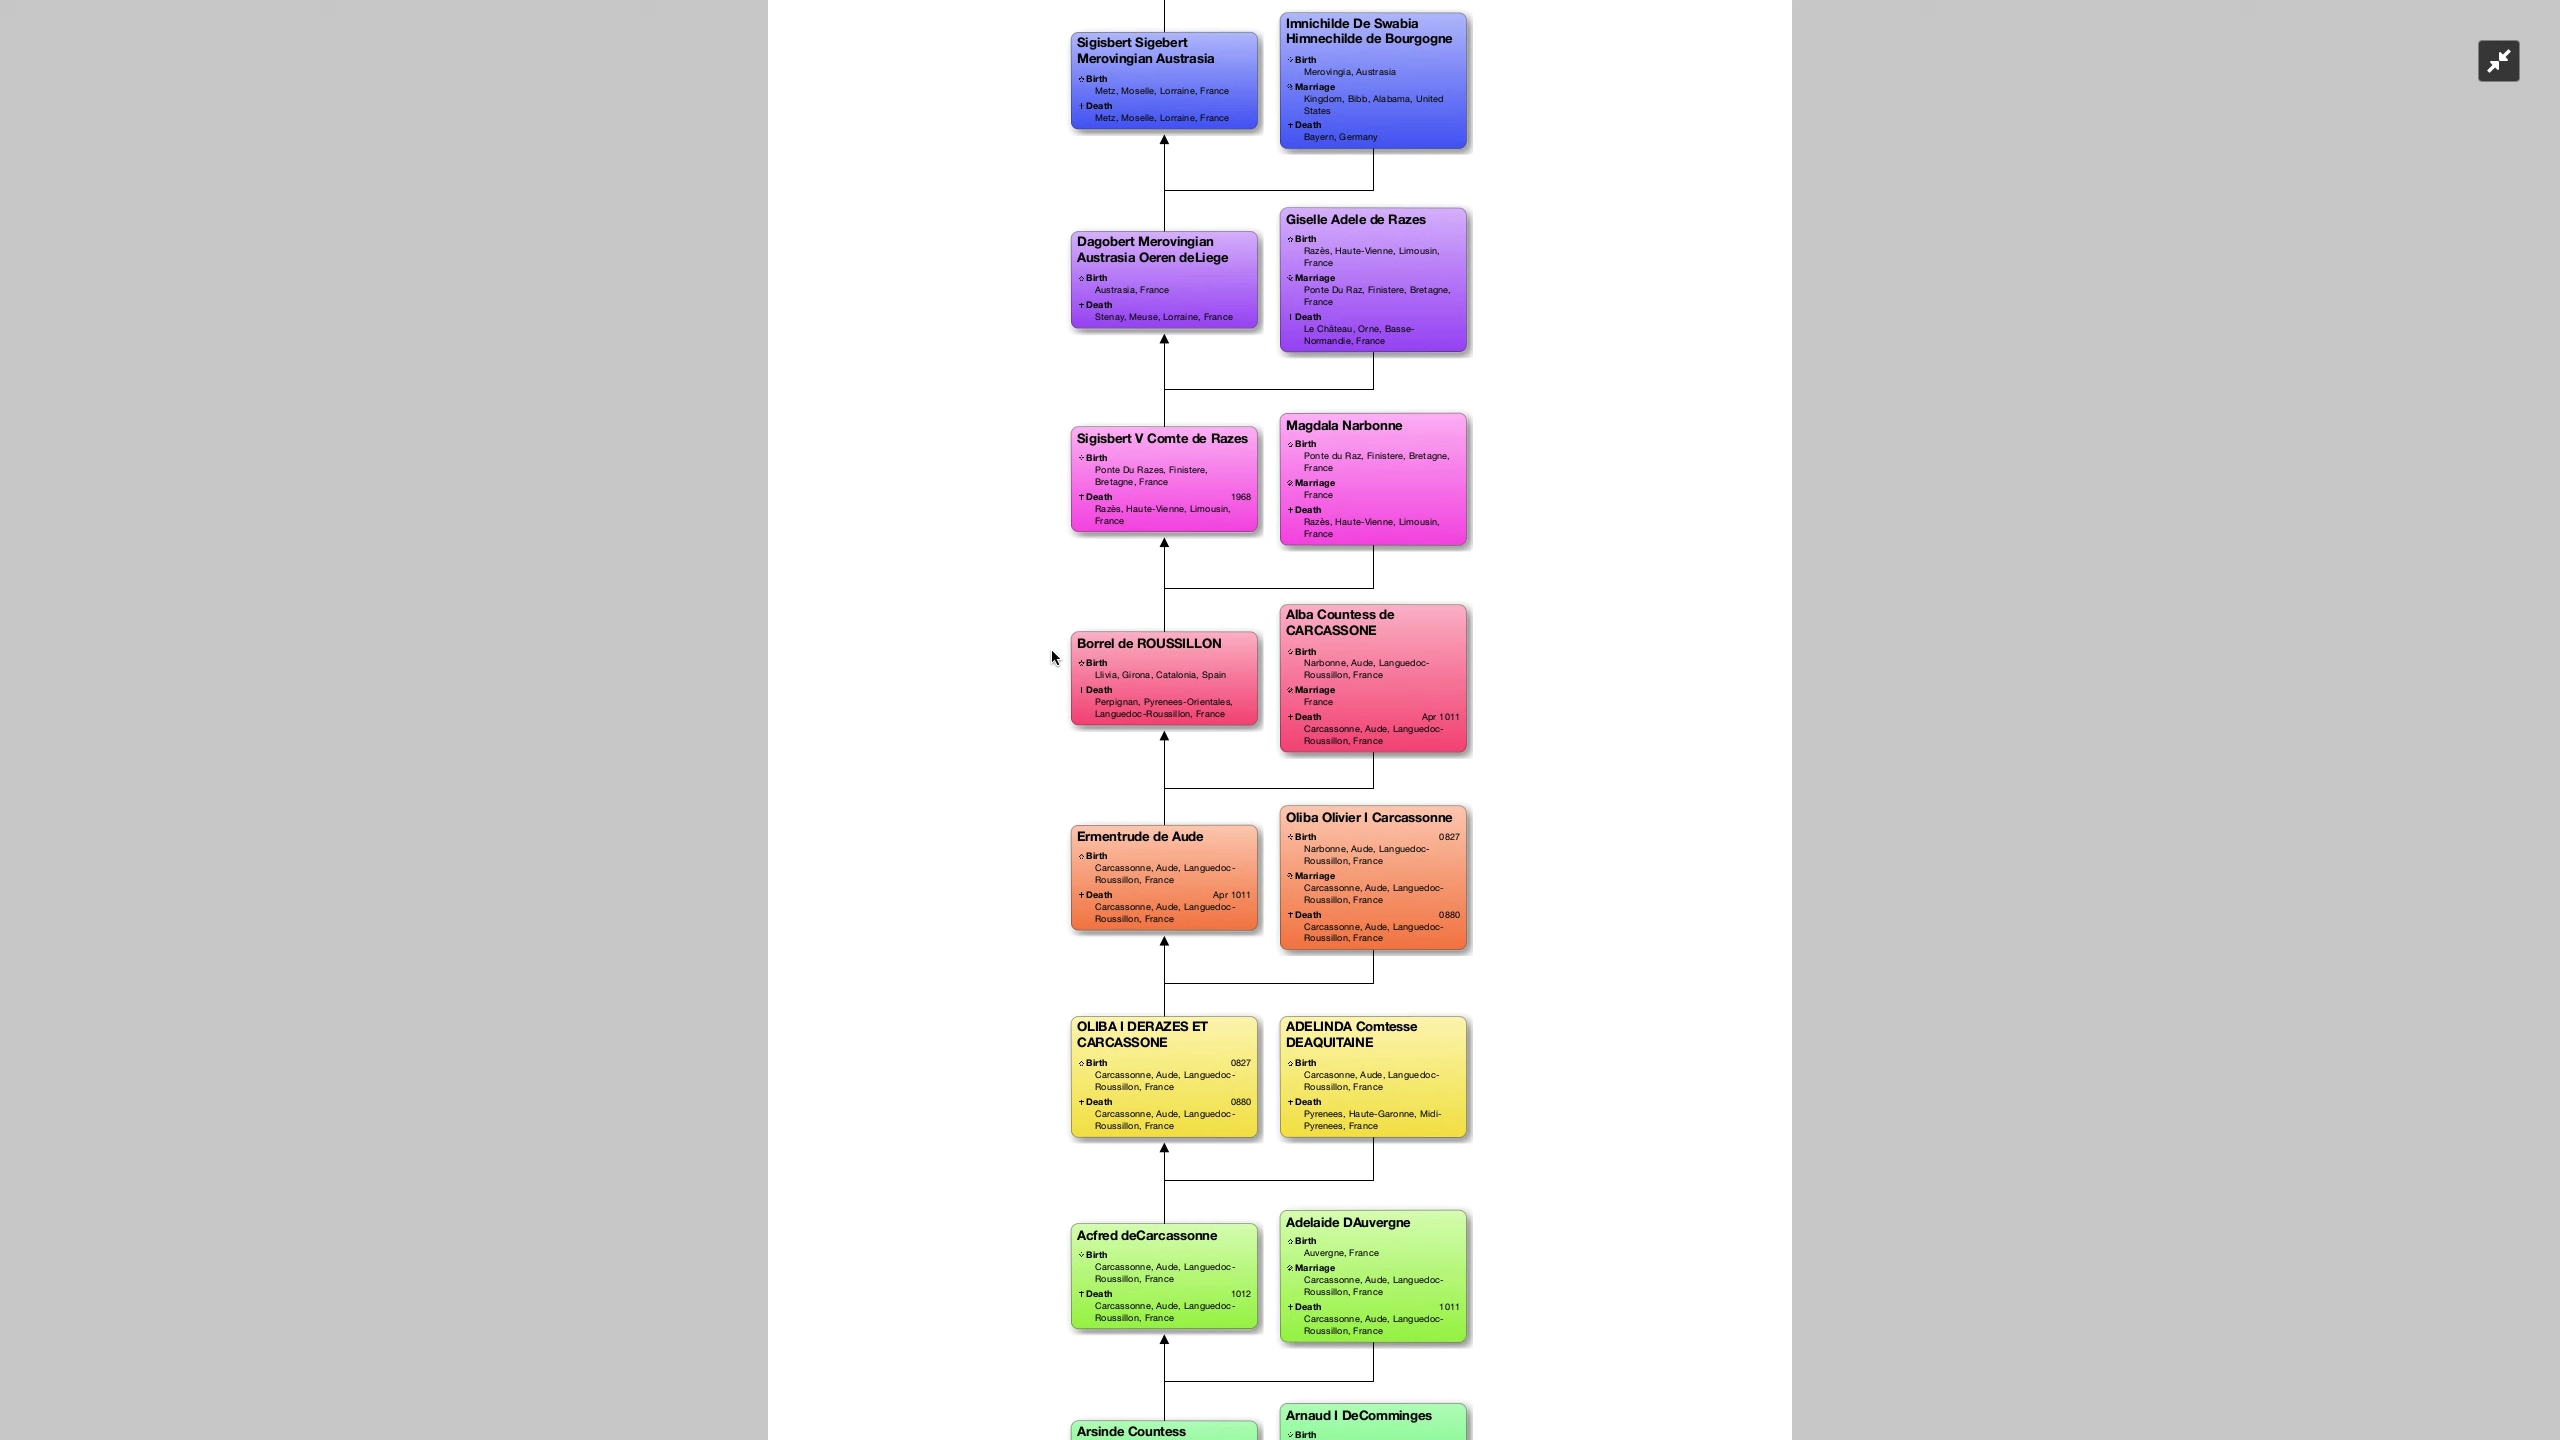 Sigisbert Sigebert
Merovingian Austrasia
Birth
Metz, Moselle, Lorraine, France
Death
Metz, Moselle, Lorraine, France
Imnichilde De Swabia
Himnechilde de Bourgogne
Birth
Merovingia, Austrasia
Marriage
Kingdom, Bibb, Alabama, United
States
Death
Bayern, Germany
Dagobert Merovingian
Austrasia Oeren deLiege
Birth
Austrasia, France
Death
Stenay, Meuse, Lorraine, France
Giselle Adele de Razes
Birth
Razès, Haute-Vienne, Limousin,
France
Marriage
Ponte Du Raz, Finistere, Bretagne,
France
Death
Le Château, Orne, Basse-
Normandie, France
Sigisbert V Comte de Razes
Birth
Ponte Du Razes, Finistere,
Bretagne, France
Death 1968
Razès, Haute-Vienne, Limousin,
France
Magdala Narbonne
Birth
Ponte du Raz, Finistere, Bretagne,
France
Marriage
France
Death
Razès, Haute-Vienne, Limousin,
France
Borrel de ROUSSILLON
Birth
Llivia, Girona, Catalonia, Spain
Death
Perpignan, Pyrenees-Orientales,
Languedoc-Roussillon, France
Alba Countess de
CARCASSONE
Birth
Narbonne, Aude, Languedoc-
Roussillon, France
Marriage
France
Death Apr 1011
Carcassonne, Aude, Languedoc-
Roussillon, France
Ermentrude de Aude
Birth
Carcassonne, Aude, Languedoc-
Roussillon, France
Death Apr 1011
Carcassonne, Aude, Languedoc-
Roussillon, France
Oliba Olivier I Carcassonne
Birth 0827
Narbonne, Aude, Languedoc-
Roussillon, France
Marriage
Carcassonne, Aude, Languedoc-
Roussillon, France
Death 0880
Carcassonne, Aude, Languedoc-
Roussillon, France
OLIBA I DERAZES ET
CARCASSONE
Birth 0827
Carcassonne, Aude, Languedoc-
Roussillon, France
Death 0880
Carcassonne, Aude, Languedoc-
Roussillon, France
ADELINDA Comtesse
DEAQUITAINE
Birth
Carcasonne, Aude, Languedoc-
Roussillon, France
Death
Pyrenees, Haute-Garonne, Midi-
Pyrenees, France
Acfred deCarcassonne
Birth
Carcassonne, Aude, Languedoc-
Roussillon, France
Death 1012
Carcassonne, Aude, Languedoc-
Roussillon, France
Adelaide DAuvergne
Birth
Auvergne, France
Marriage
Carcassonne, Aude, Languedoc-
Roussillon, France
Death 1011
Carcassonne, Aude, Languedoc-
Roussillon, France
Arsinde Countess
Arnaud I DeComminges
Birth